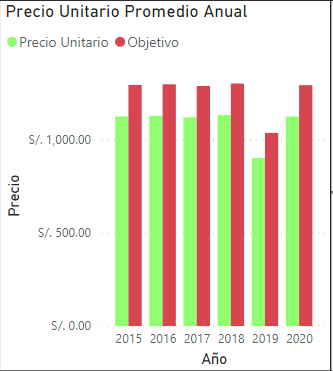 Precio Unitario Promedio Anual
Precio Unitario Objetivo
S/. 1,000.00
S/. 500.00
S/. 0.00
Precio
2015 2016 2017 2018 2019 2020
Año